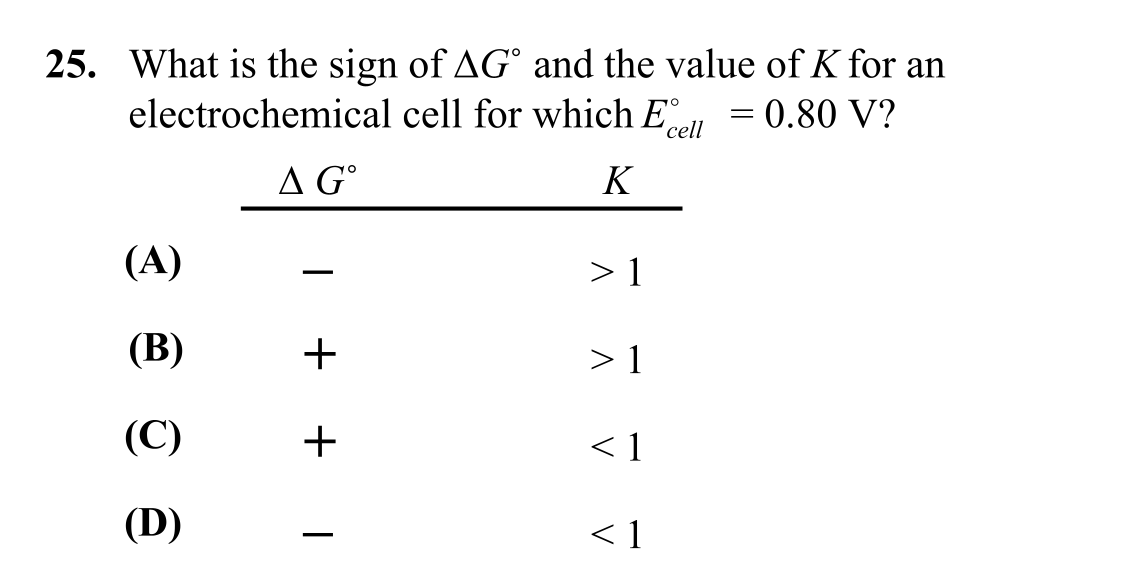 25. What is the sign of ΔG° and the value of K for an
electrochemical cell for which E°cell = 0.80 V?
Δ G° K
(A) − > 1
(B) + > 1
(C) + < 1
(D) − < 1